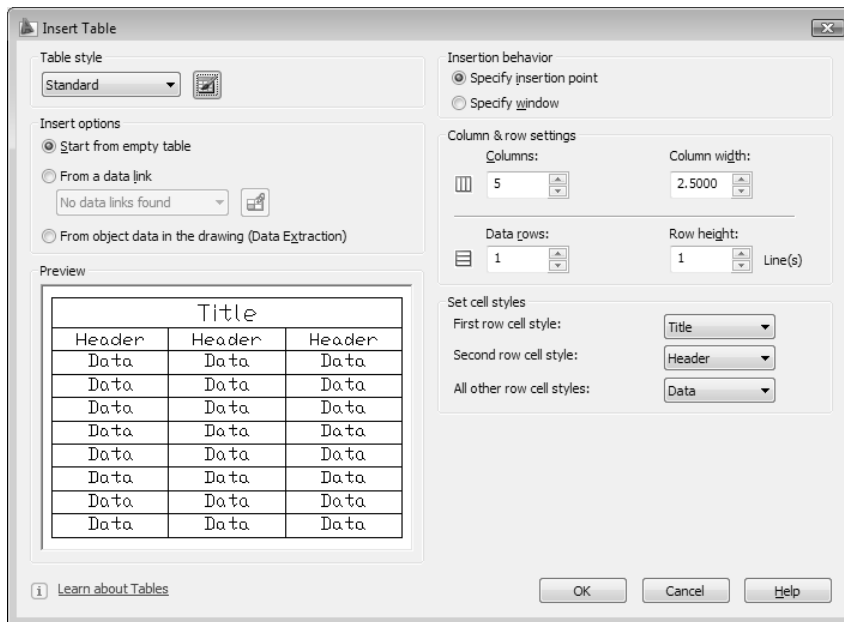 Insert Table
Table style
Standard
Insert options
Start from empty table
From a data link
No data links found
From object data in the drawing (Data Extraction)
Preview
Title
Header Header Header
Data Data Data
Data Data Data
Data Data Data
Data Data Data
Data Data Data
Data Data Data
Data Data Data
Data Data Data
Learn about Tables
Insertion behavior
Specify insertion point
Specify window
Column & row settings
Columns: Column width:
5 2.5000
Data rows: Row height:
1 1 Line(s)
Set cell styles
First row cell style: Title
Second row cell style: Header
All other row cell styles: Data
OK Cancel Help